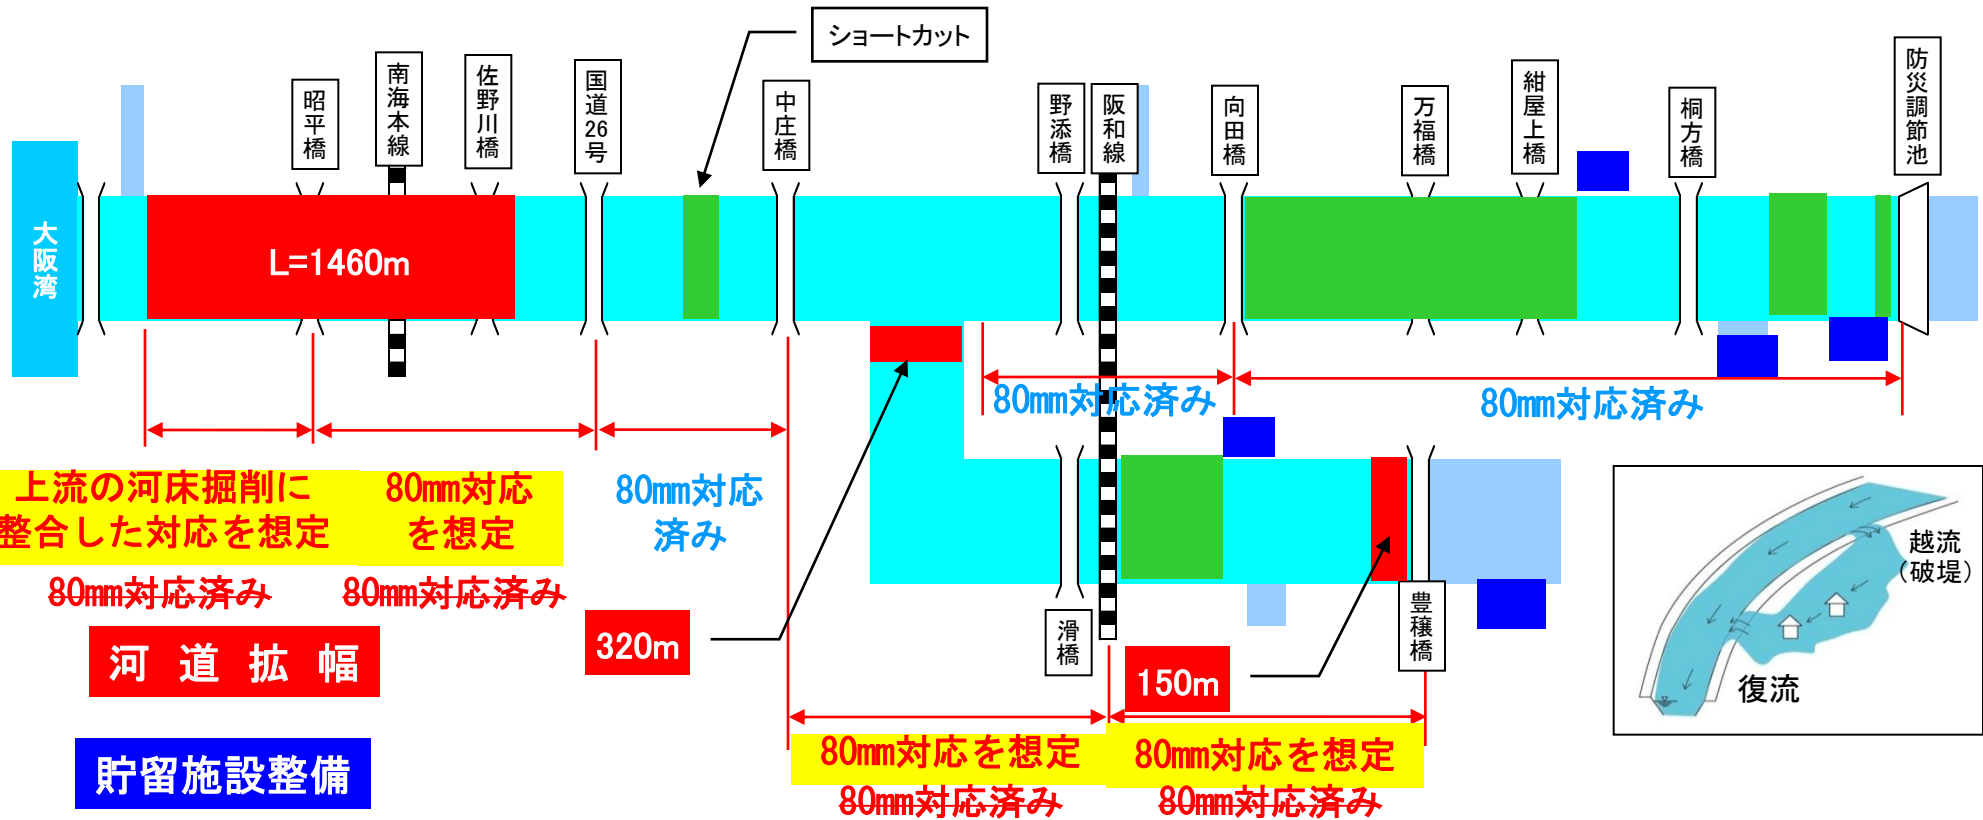 ショートカット
昭平橋
南海本線
佐野川橋
国道26号
中庄橋
野添橋
阪和線
向田橋
万福橋
紺屋上橋
桐方橋
防災調節池
大阪湾
L=1460m
80mm対応済み
80mm対応済み
上流の河床掘削に
整合した対応を想定
80mm対応
を想定
80mm対応
済み
80mm対応済み
80mm対応済み
河道拡幅
320m
滑橋
150m
豊穣橋
越流
（破堤）
復流
貯留施設整備
80mm対応を想定
80mm対応を想定
80mm対応済み
80mm対応済み